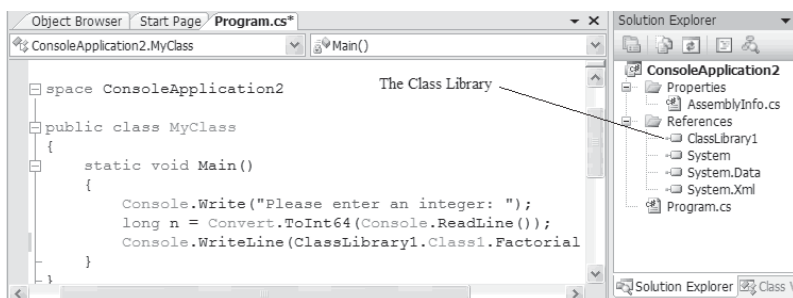 Object Browser Start Page Program.cs*
ConsoleApplication2.MyClass Main()
space ConsoleApplication2
The Class Library
public class MyClass
{
static void Main()
{
Console.Write("Please enter an integer: ");
long n = Convert.ToInt64(Console.ReadLine());
Console.WriteLine(ClassLibrary1.Class1.Factorial
}
}
Solution Explorer
ConsoleApplication2
Properties
AssemblyInfo.cs
References
ClassLibrary1
System
System.Data
System.Xml
Program.cs
Solution Explorer Class V